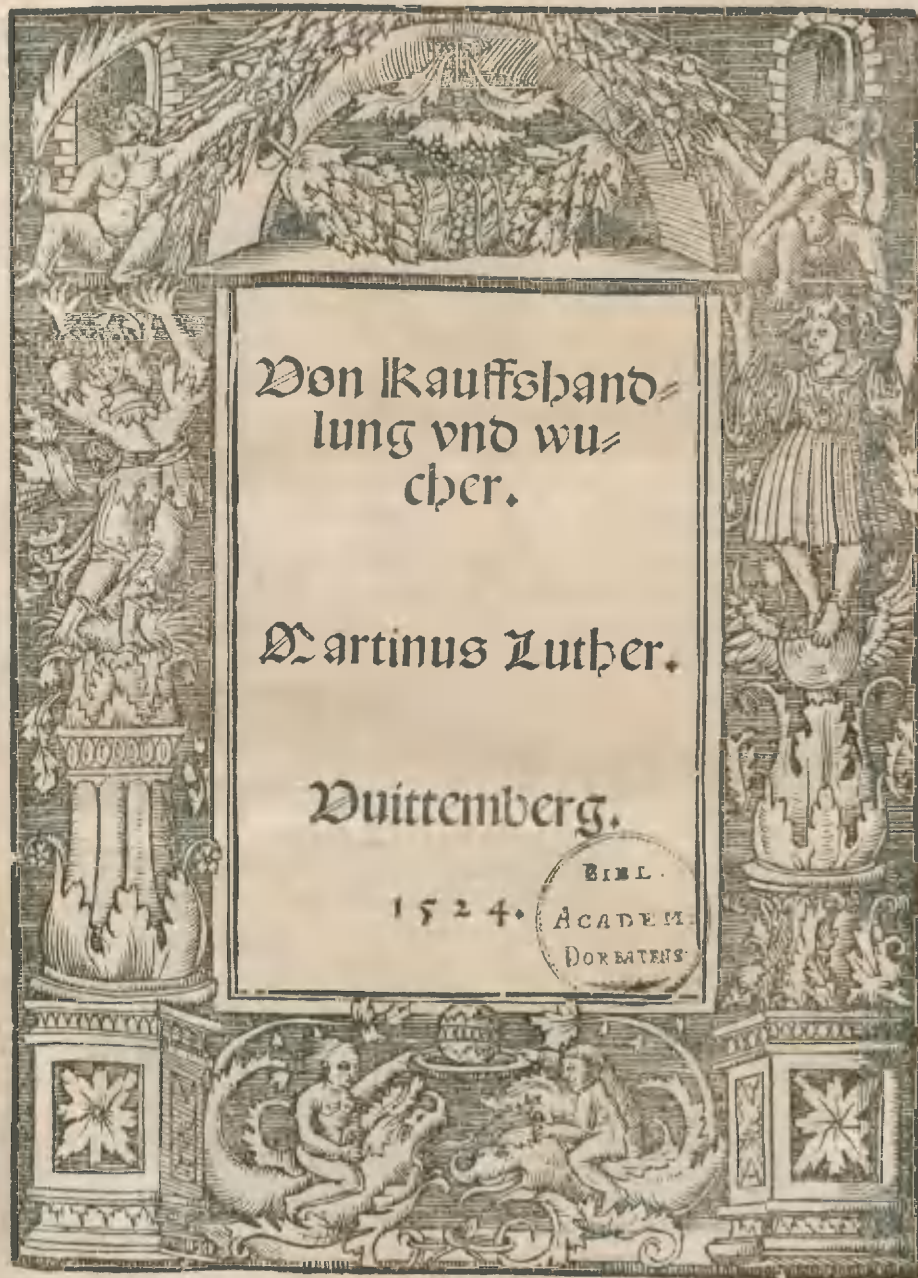 Von Kauffshand⸗
lung vnd wu⸗
cher.
Martinus Luther.
Vuittemberg.
1524.
BIBL.
ACADEM.
DORPATENS.